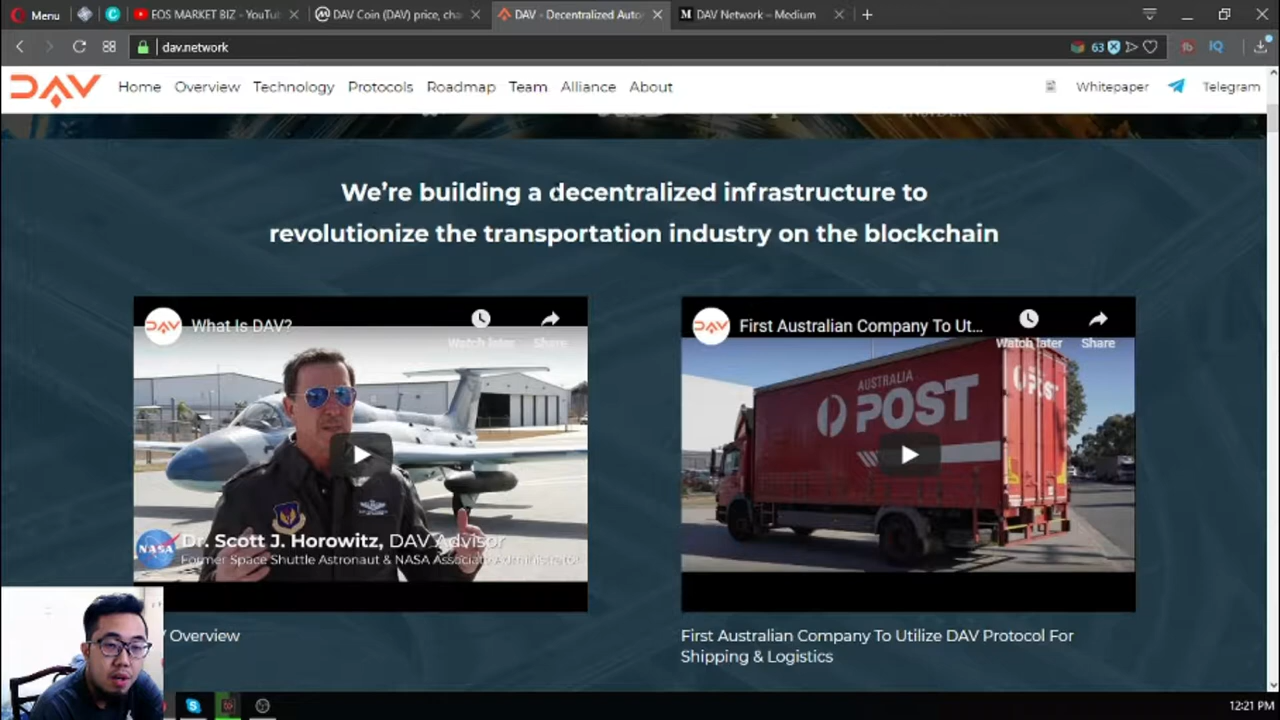 Menu
EOS MARKET BIZ - YouTu
DAV Coin (DAV) price, cha
DAV - Decentralized Auto
DAV Network – Medium
dav.network
63
IQ
DAV
Home
Overview
Technology
Protocols
Roadmap
Team
Alliance
About
Whitepaper
Telegram
INSIDER
We're building a decentralized infrastructure to
revolutionize the transportation industry on the blockchain
DAV
What Is DAV?
Watch later
Share
NASA
Dr. Scott J. Horowitz, DAV Advisor
Former Space Shuttle Astronaut & NASA Associate Administrator
DAV
First Australian Company To Ut...
Watch later
Share
AUSTRALIA
POST
POST
Overview
First Australian Company To Utilize DAV Protocol For
Shipping & Logistics
12:21 PM